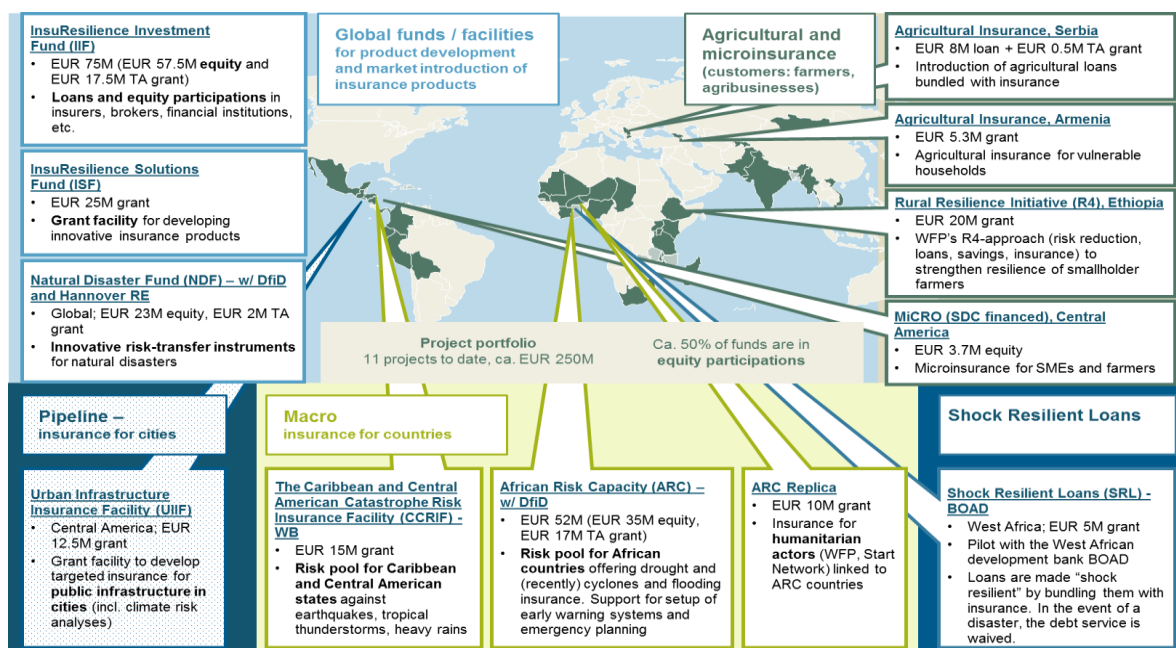 InsuResilience Investment
Fund (IIF)
• EUR 75M (EUR 57.5M equity and
EUR 17.5M TA grant)
• Loans and equity participations in
insurers, brokers, financial institutions,
etc.
InsuResilience Solutions
Fund (ISF)
• EUR 25M grant
• Grant facility for developing
innovative insurance products
Natural Disaster Fund (NDF) – w/ DfiD
and Hannover RE
• Global; EUR 23M equity, EUR 2M TA
grant
• Innovative risk-transfer instruments
for natural disasters
Global funds / facilities
for product development
and market introduction of
insurance products
Agricultural and
microinsurance
(customers: farmers,
agribusinesses)
Agricultural Insurance, Serbia
• EUR 8M loan + EUR 0.5M TA grant
• Introduction of agricultural loans
bundled with insurance
Agricultural Insurance, Armenia
• EUR 5.3M grant
• Agricultural insurance for vulnerable
households
Rural Resilience Initiative (R4), Ethiopia
• EUR 20M grant
• WFP's R4-approach (risk reduction,
loans, savings, insurance) to
strengthen resilience of smallholder
farmers
MiCRO (SDC financed), Central
America
• EUR 3.7M equity
• Microinsurance for SMEs and farmers
Project portfolio
11 projects to date, ca. EUR 250M
Ca. 50% of funds are in
equity participations
Pipeline –
insurance for cities
Urban Infrastructure
Insurance Facility (UIIF)
• Central America; EUR
12.5M grant
• Grant facility to develop
targeted insurance for
public infrastructure in
cities (incl. climate risk
analyses)
Macro
insurance for countries
The Caribbean and Central
American Catastrophe Risk
Insurance Facility (CCRIF) -
WB
• EUR 15M grant
• Risk pool for Caribbean
and Central American
states against
earthquakes, tropical
thunderstorms, heavy rains
African Risk Capacity (ARC) –
w/ DfiD
• EUR 52M (EUR 35M equity,
EUR 17M TA grant)
• Risk pool for African
countries offering drought and
(recently) cyclones and flooding
insurance. Support for setup of
early warning systems and
emergency planning
ARC Replica
• EUR 10M grant
• Insurance for
humanitarian
actors (WFP, Start
Network) linked to
ARC countries
Shock Resilient Loans
Shock Resilient Loans (SRL) -
BOAD
• West Africa; EUR 5M grant
• Pilot with the West African
development bank BOAD
• Loans are made "shock
resilient" by bundling them with
insurance. In the event of a
disaster, the debt service is
waived.